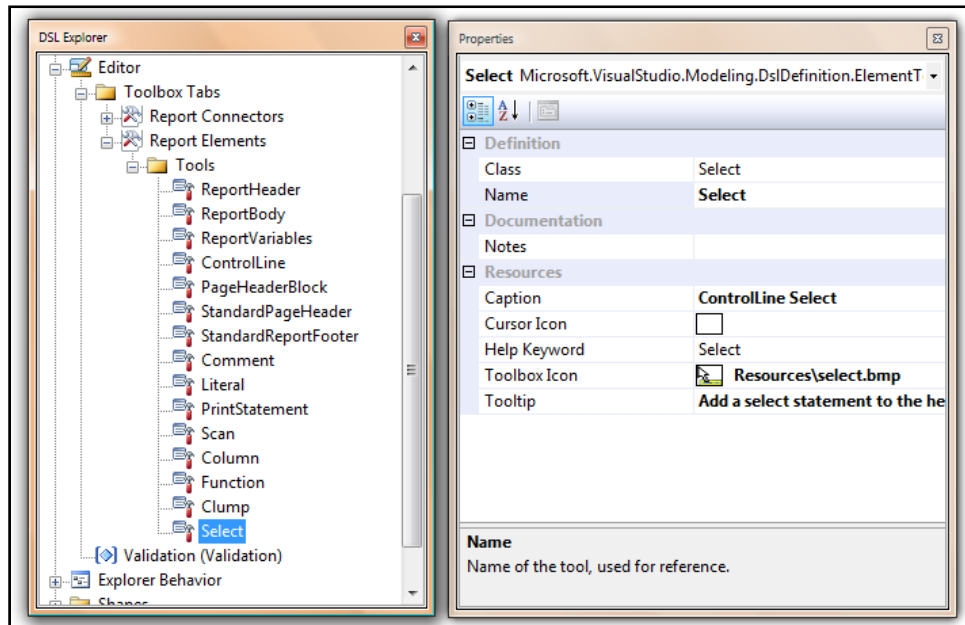 DSL Explorer
Editor
Toolbox Tabs
Report Connectors
Report Elements
Tools
ReportHeader
ReportBody
ReportVariables
ControlLine
PageHeaderBlock
StandardPageHeader
StandardReportFooter
Comment
Literal
PrintStatement
Scan
Column
Function
Clump
Select
Validation (Validation)
Explorer Behavior
Shapes
Properties
Select Microsoft.VisualStudio.Modeling.DslDefinition.ElementT
Definition
Class Select
Name Select
Documentation
Notes
Resources
Caption ControlLine Select
Cursor Icon
Help Keyword Select
Toolbox Icon Resources\select.bmp
Tooltip Add a select statement to the he
Name
Name of the tool, used for reference.